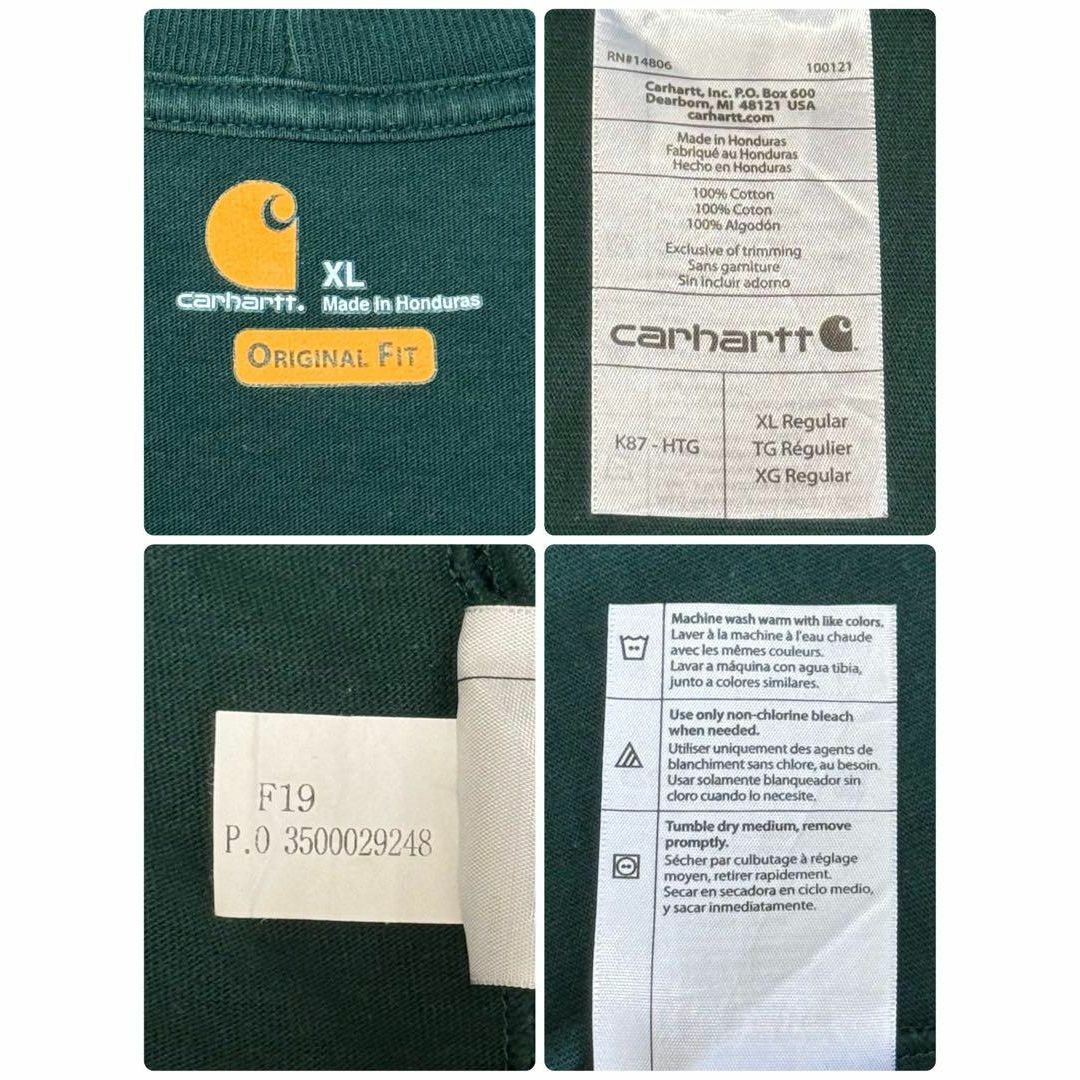 carhartt.
XL
Made in Honduras
ORIGINAL FIT
RN#14806
100121
Carhartt, Inc. P.O. Box 600
Dearborn, MI 48121 USA
carhartt.com
Made in Honduras
Fabriqué au Honduras
Hecho en Honduras
100% Cotton
100% Coton
100% Algodón
Exclusive of trimming
Sans garniture
Sin incluir adorno
carhartt
K87 - HTG
XL Regular
TG Régulier
XG Regular
F19
P.O 3500029248
Machine wash warm with like colors.
Laver à la machine à l'eau chaude
avec les mêmes couleurs.
Lavar a máquina con agua tibia,
junto a colores similares.
Use only non-chlorine bleach
when needed.
Utiliser uniquement des agents de
blanchiment sans chlore, au besoin.
Usar solamente blanqueador sin
cloro cuando lo necesite.
Tumble dry medium, remove
promptly.
Sécher par culbutage à réglage
moyen, retirer rapidement.
Secar en secadora en ciclo medio,
y sacar inmediatamente.